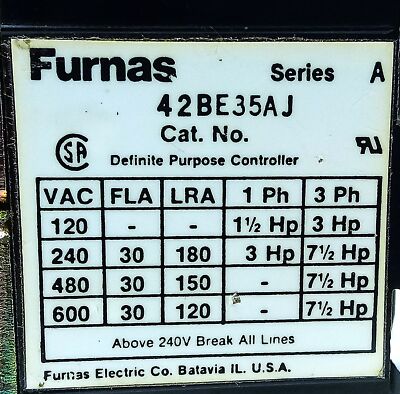 Furnas Series A
42BE35AJ
Cat. No.
SA
Definite Purpose Controller
VAC FLA LRA 1 Ph 3 Ph
120 - - 1½ Hp 3 Hp
240 30 180 3 Hp 7½ Hp
480 30 150 - 7½ Hp
600 30 120 - 7½ Hp
Above 240V Break All Lines
Furnas Electric Co. Batavia IL. U.S.A.